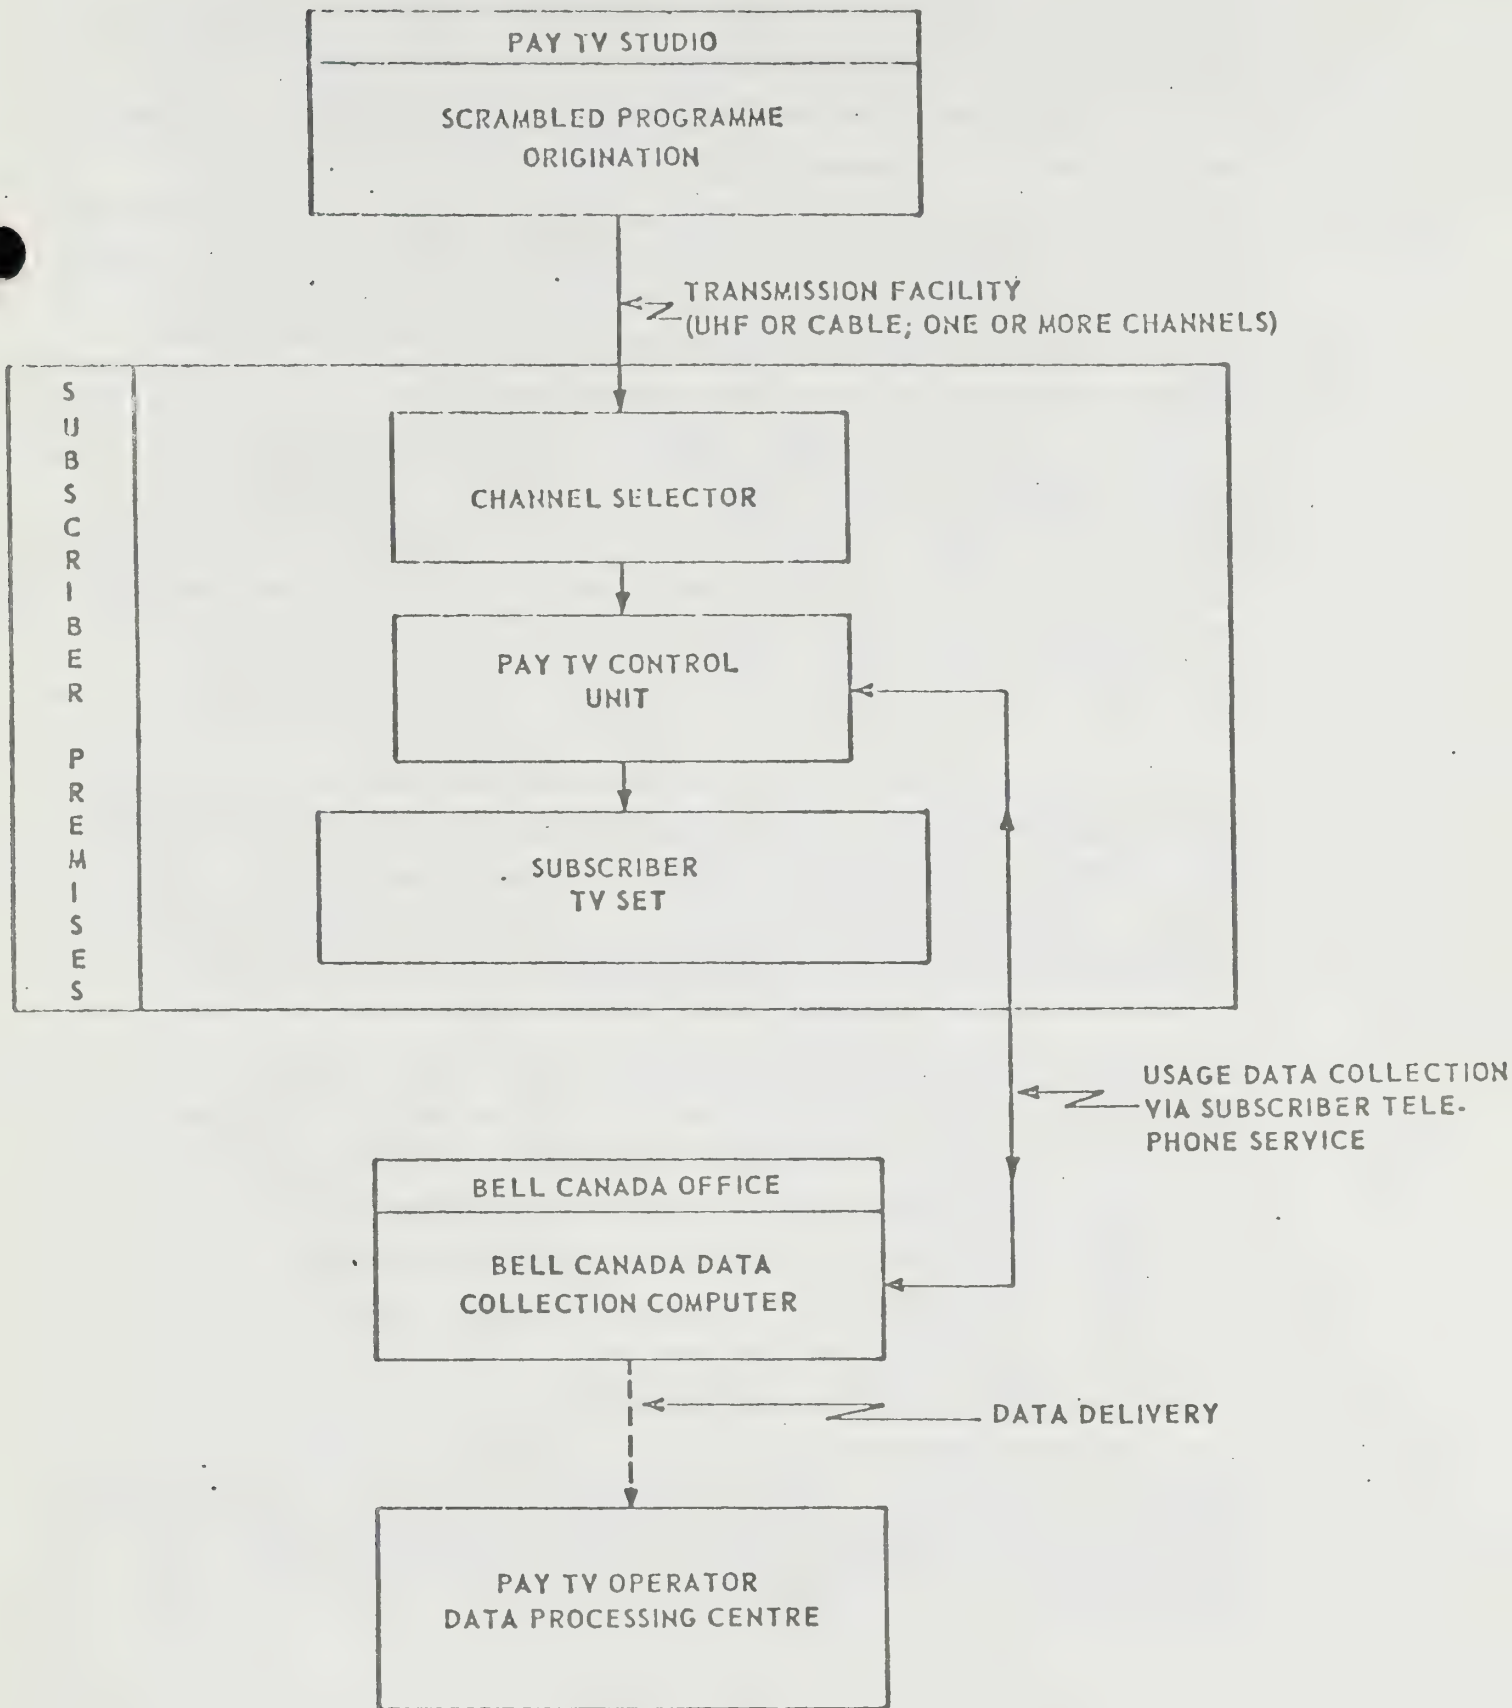 PAY TV STUDIO
SCRAMBLED PROGRAMME
ORIGINATION
TRANSMISSION FACILITY
(UHF OR CABLE; ONE OR MORE CHANNELS)
SUBSCRIBER PREMISES
CHANNEL SELECTOR
PAY TV CONTROL
UNIT
SUBSCRIBER
TV SET
USAGE DATA COLLECTION
VIA SUBSCRIBER TELE-
PHONE SERVICE
BELL CANADA OFFICE
BELL CANADA DATA
COLLECTION COMPUTER
DATA DELIVERY
PAY TV OPERATOR
DATA PROCESSING CENTRE